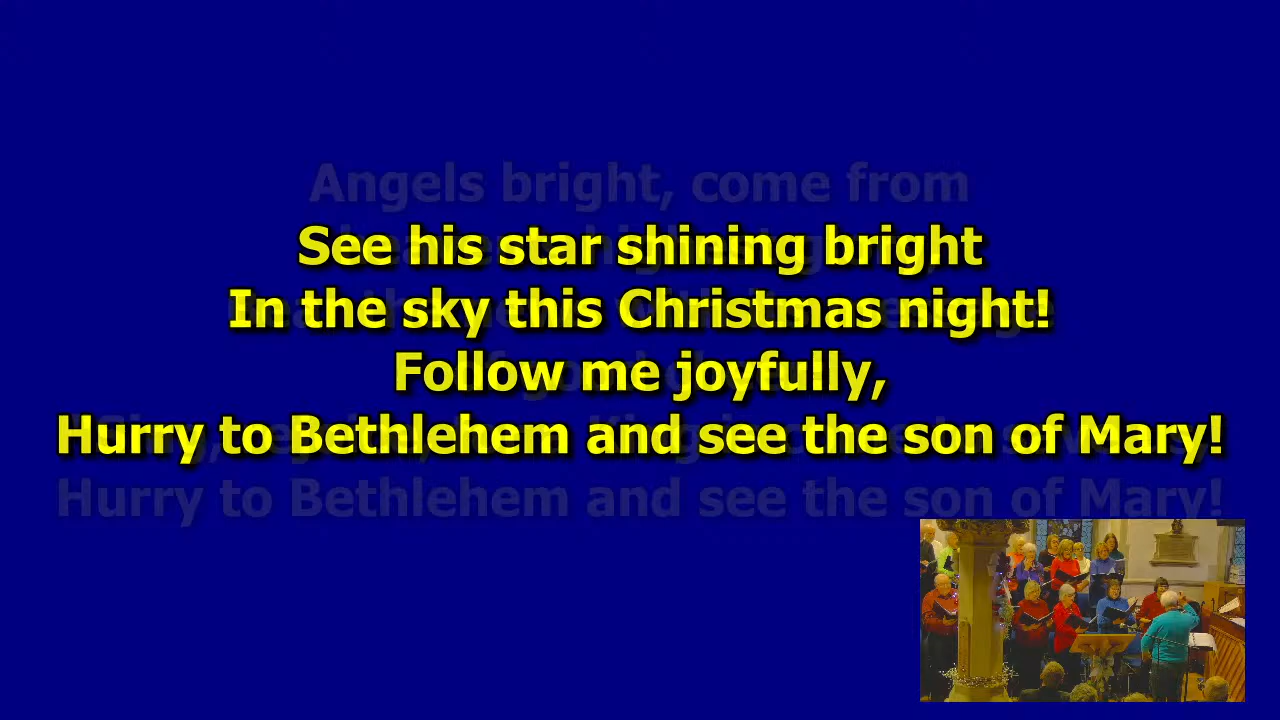 Angels bright, come from
See his star shining bright
In the sky this Christmas night!
Follow me joyfully,
Hurry to Bethlehem and see the son of Mary!
Hurry to Bethlehem and see the son of Mary!